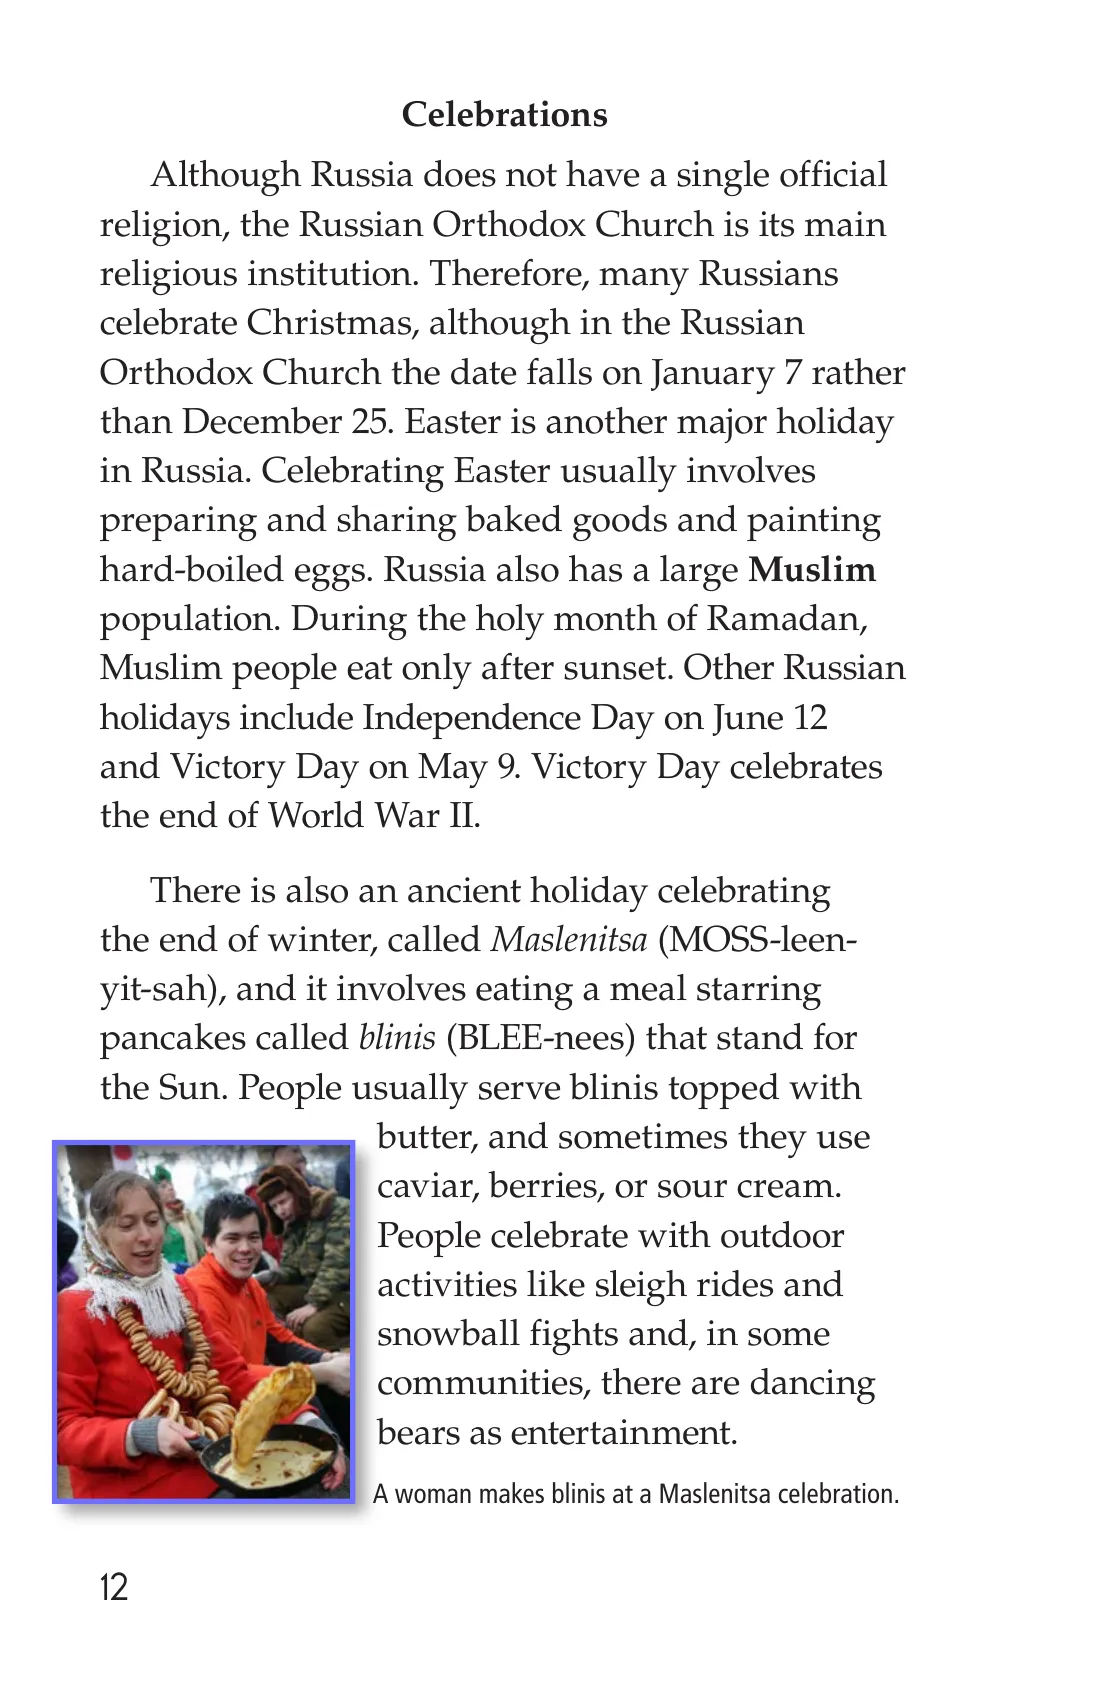 Celebrations
Although Russia does not have a single official
religion, the Russian Orthodox Church is its main
religious institution. Therefore, many Russians
celebrate Christmas, although in the Russian
Orthodox Church the date falls on January 7 rather
than December 25. Easter is another major holiday
in Russia. Celebrating Easter usually involves
preparing and sharing baked goods and painting
hard-boiled eggs. Russia also has a large Muslim
population. During the holy month of Ramadan,
Muslim people eat only after sunset. Other Russian
holidays include Independence Day on June 12
and Victory Day on May 9. Victory Day celebrates
the end of World War II.
There is also an ancient holiday celebrating
the end of winter, called Maslenitsa (MOSS-leen-
yit-sah), and it involves eating a meal starring
pancakes called blinis (BLEE-nees) that stand for
the Sun. People usually serve blinis topped with
butter, and sometimes they use
caviar, berries, or sour cream.
People celebrate with outdoor
activities like sleigh rides and
snowball fights and, in some
communities, there are dancing
bears as entertainment.
A woman makes blinis at a Maslenitsa celebration.
12